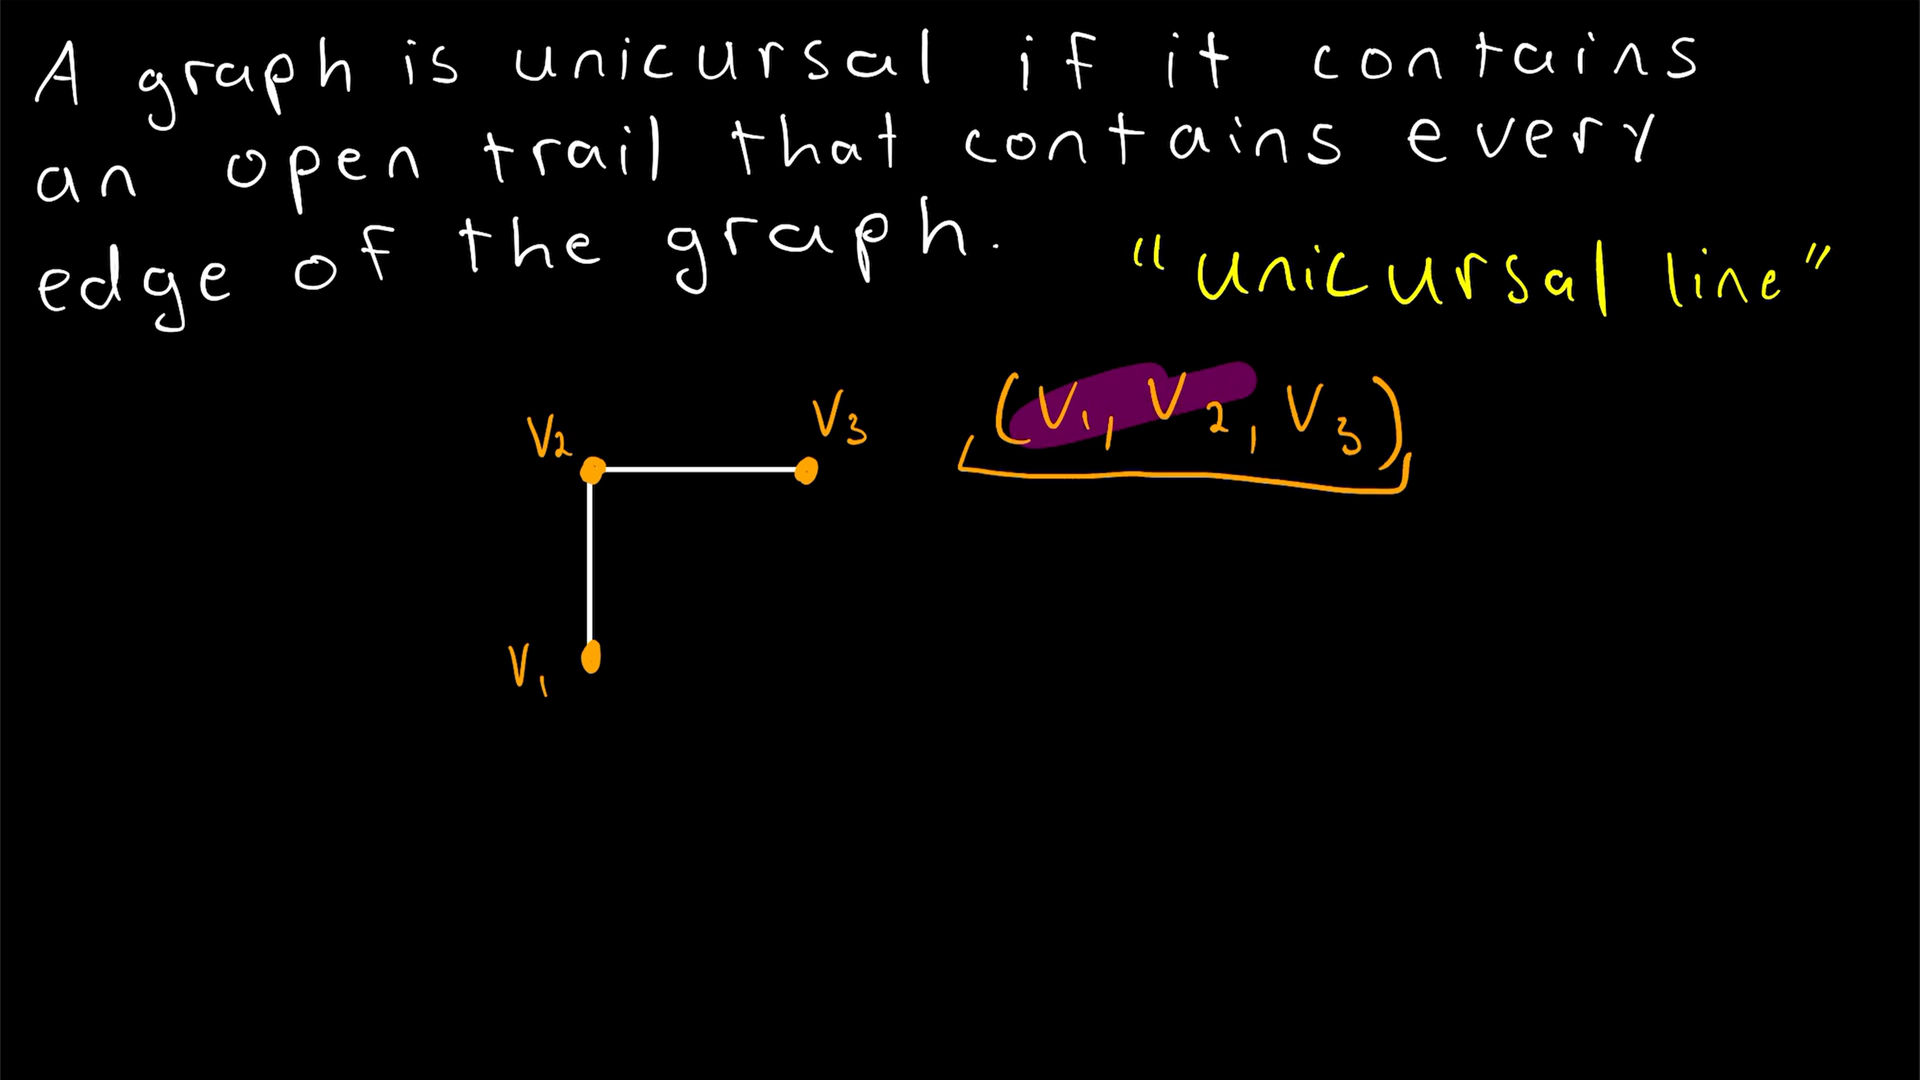 A graph is unicursal if it contains
an open trail that contains every
edge of the graph.
"unicursal line"
V2
V3
(V1, V2, V3)
V1